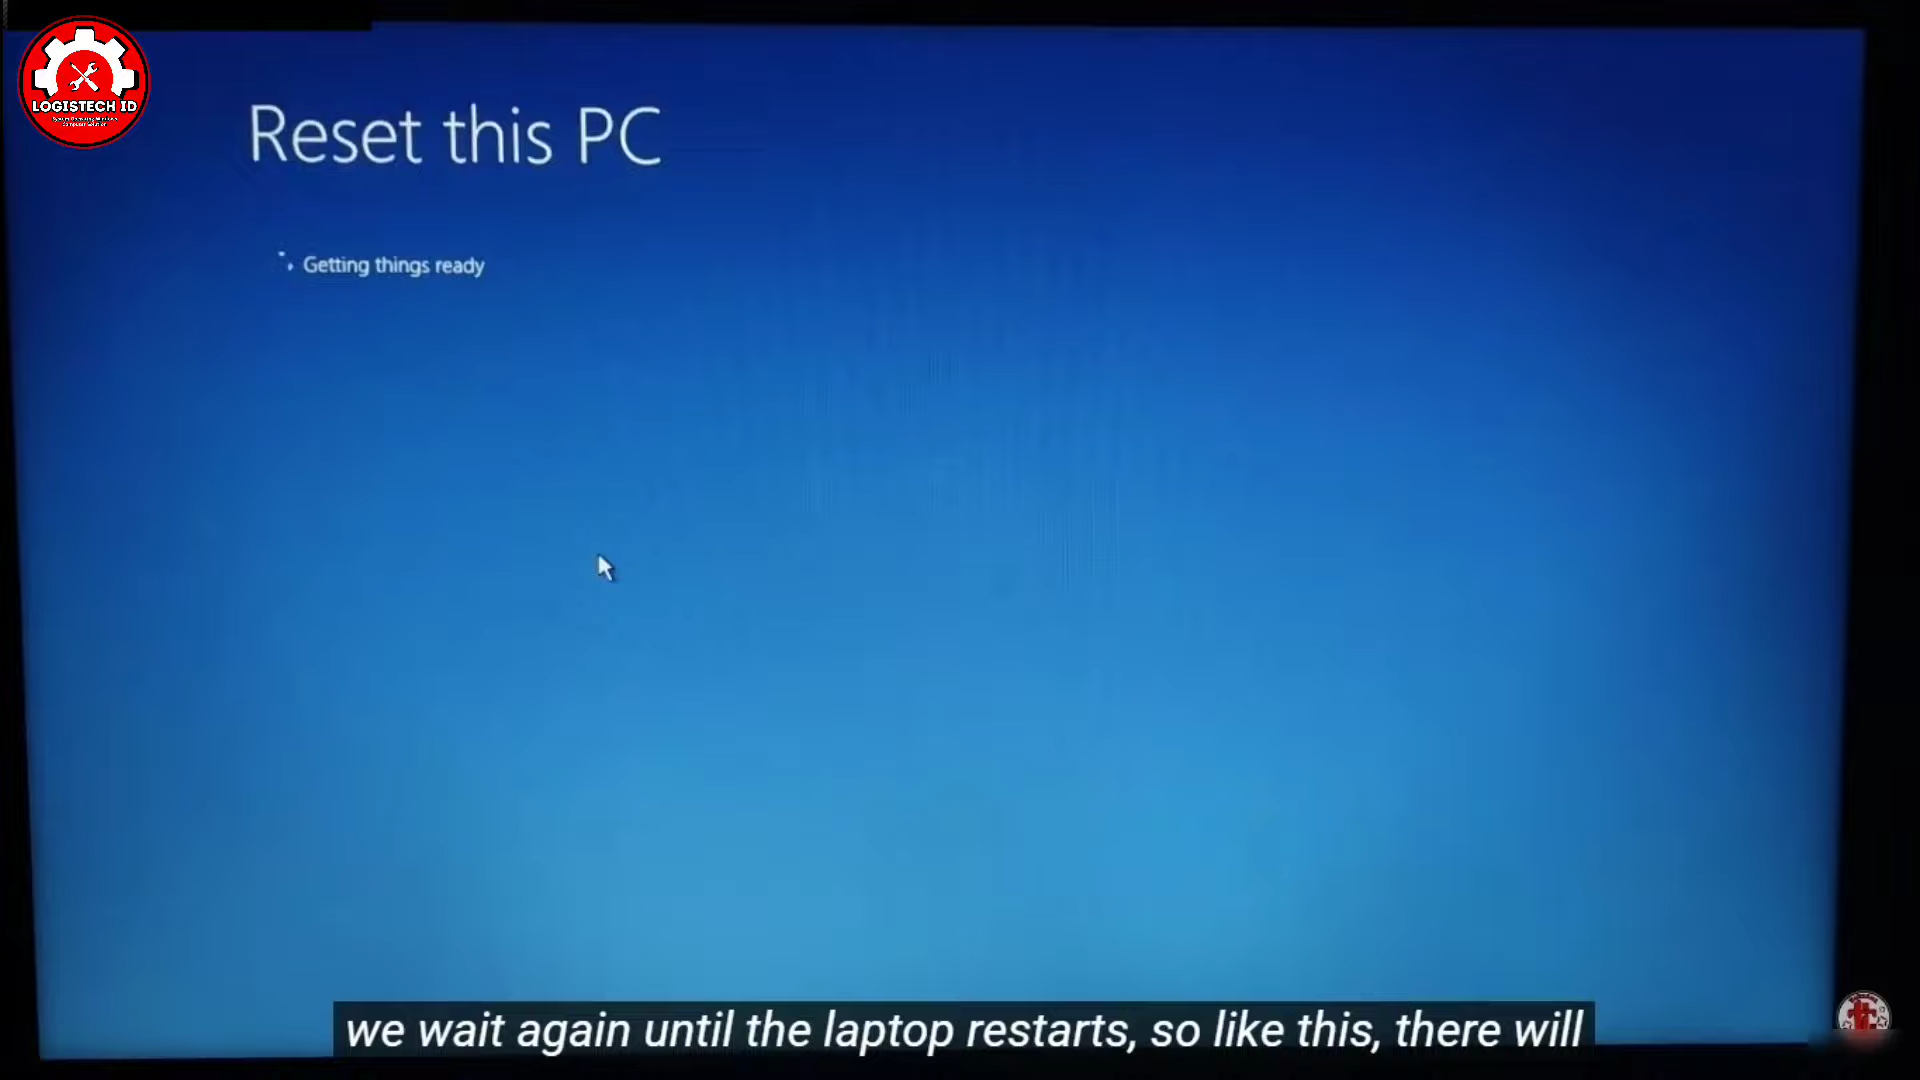 LOGISTECH ID
Reset this PC
Getting things ready
we wait again until the laptop restarts, so like this, there will